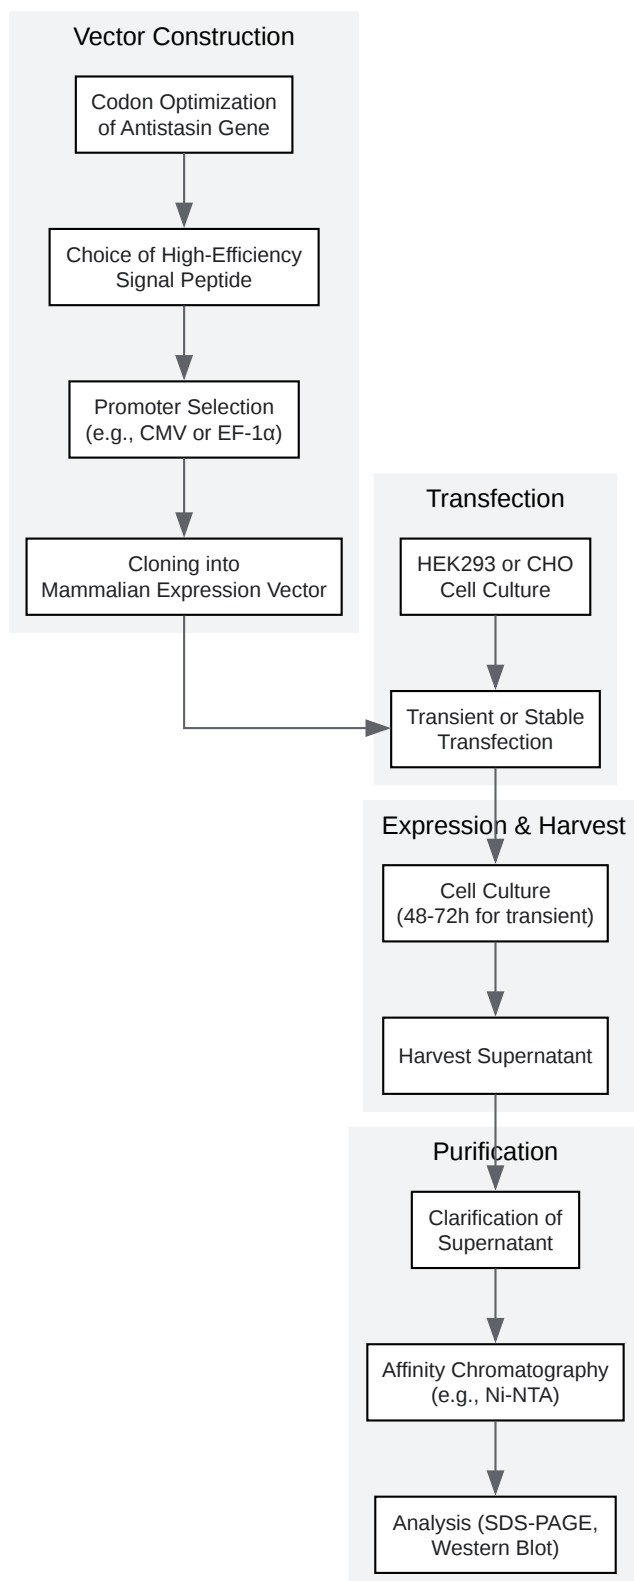 Vector Construction
Codon Optimization
of Antistasin Gene
Choice of High-Efficiency
Signal Peptide
Promoter Selection
(e.g., CMV or EF-1α)
Cloning into
Mammalian Expression Vector
Transfection
HEK293 or CHO
Cell Culture
Transient or Stable
Transfection
Expression & Harvest
Cell Culture
(48-72h for transient)
Harvest Supernatant
Purification
Clarification of
Supernatant
Affinity Chromatography
(e.g., Ni-NTA)
Analysis (SDS-PAGE,
Western Blot)